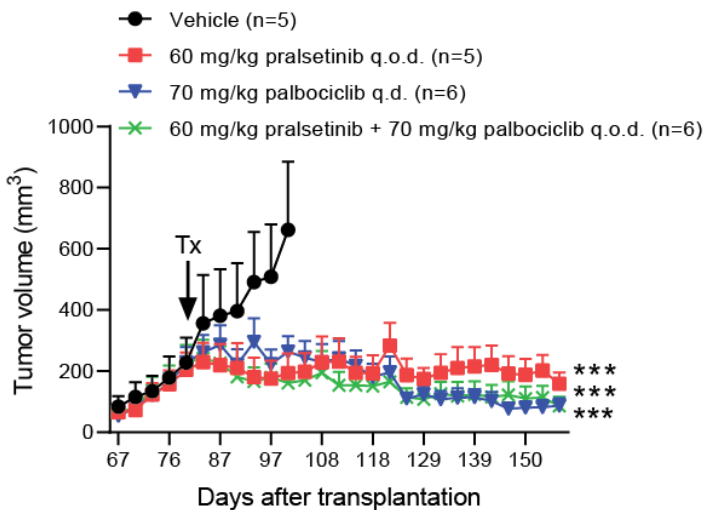 Vehicle (n=5)
60 mg/kg pralsetinib q.o.d. (n=5)
70 mg/kg palbociclib q.d. (n=6)
60 mg/kg pralsetinib + 70 mg/kg palbociclib q.o.d. (n=6)
Tumor volume (mm³)
1000
800
600
400
200
0
Tx
***
***
***
67 76 87 97 108 118 129 139 150
Days after transplantation